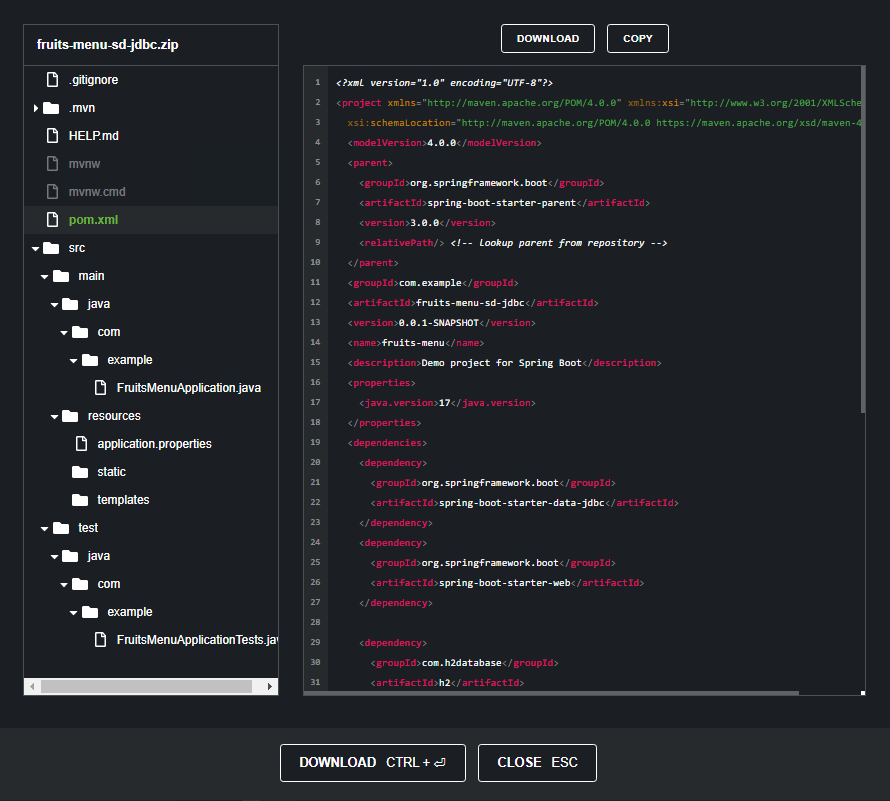 fruits-menu-sd-jdbc.zip
.gitignore
.mvn
HELP.md
mvnw
mvnw.cmd
pom.xml
src
main
java
com
example
FruitsMenuApplication.java
resources
application.properties
static
templates
test
java
com
example
FruitsMenuApplicationTests.jav
DOWNLOAD COPY
1 <?xml version="1.0" encoding="UTF-8"?>
2 <project xmlns="http://maven.apache.org/POM/4.0.0" xmlns:xsi="http://www.w3.org/2001/XMLSche
3 xsi:schemaLocation="http://maven.apache.org/POM/4.0.0 https://maven.apache.org/xsd/maven-4
4 <modelVersion>4.0.0</modelVersion>
5 <parent>
6 <groupId>org.springframework.boot</groupId>
7 <artifactId>spring-boot-starter-parent</artifactId>
8 <version>3.0.0</version>
9 <relativePath/> <!-- lookup parent from repository -->
10 </parent>
11 <groupId>com.example</groupId>
12 <artifactId>fruits-menu-sd-jdbc</artifactId>
13 <version>0.0.1-SNAPSHOT</version>
14 <name>fruits-menu</name>
15 <description>Demo project for Spring Boot</description>
16 <properties>
17 <java.version>17</java.version>
18 </properties>
19 <dependencies>
20 <dependency>
21 <groupId>org.springframework.boot</groupId>
22 <artifactId>spring-boot-starter-data-jdbc</artifactId>
23 </dependency>
24 <dependency>
25 <groupId>org.springframework.boot</groupId>
26 <artifactId>spring-boot-starter-web</artifactId>
27 </dependency>
28
29 <dependency>
30 <groupId>com.h2database</groupId>
31 <artifactId>h2</artifactId>
DOWNLOAD CTRL + ⏎ CLOSE ESC